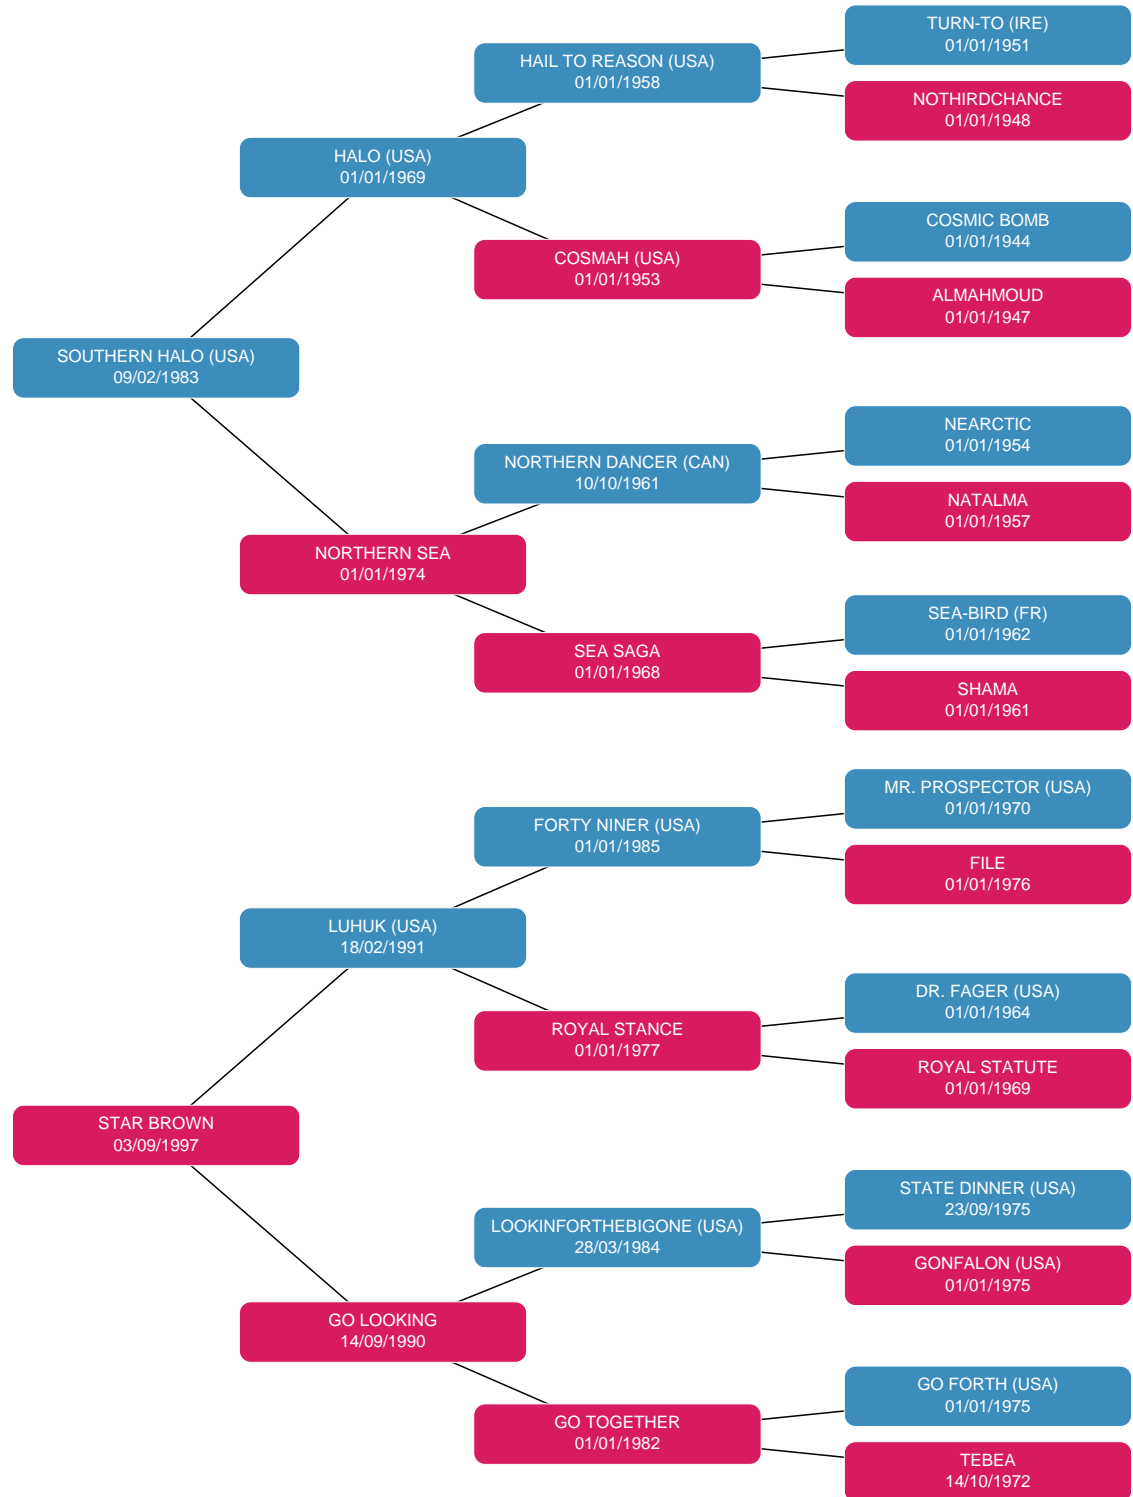 TURN-TO (IRE)
01/01/1951
HAIL TO REASON (USA)
01/01/1958
NOTHIRDCHANCE
01/01/1948
HALO (USA)
01/01/1969
COSMIC BOMB
01/01/1944
COSMAH (USA)
01/01/1953
ALMAHMOUD
01/01/1947
SOUTHERN HALO (USA)
09/02/1983
NEARCTIC
01/01/1954
NORTHERN DANCER (CAN)
10/10/1961
NATALMA
01/01/1957
NORTHERN SEA
01/01/1974
SEA-BIRD (FR)
01/01/1962
SEA SAGA
01/01/1968
SHAMA
01/01/1961
MR. PROSPECTOR (USA)
01/01/1970
FORTY NINER (USA)
01/01/1985
FILE
01/01/1976
LUHUK (USA)
18/02/1991
DR. FAGER (USA)
01/01/1964
ROYAL STANCE
01/01/1977
ROYAL STATUTE
01/01/1969
STAR BROWN
03/09/1997
STATE DINNER (USA)
23/09/1975
LOOKINFORTHEBIGONE (USA)
28/03/1984
GONFALON (USA)
01/01/1975
GO LOOKING
14/09/1990
GO FORTH (USA)
01/01/1975
GO TOGETHER
01/01/1982
TEBEA
14/10/1972